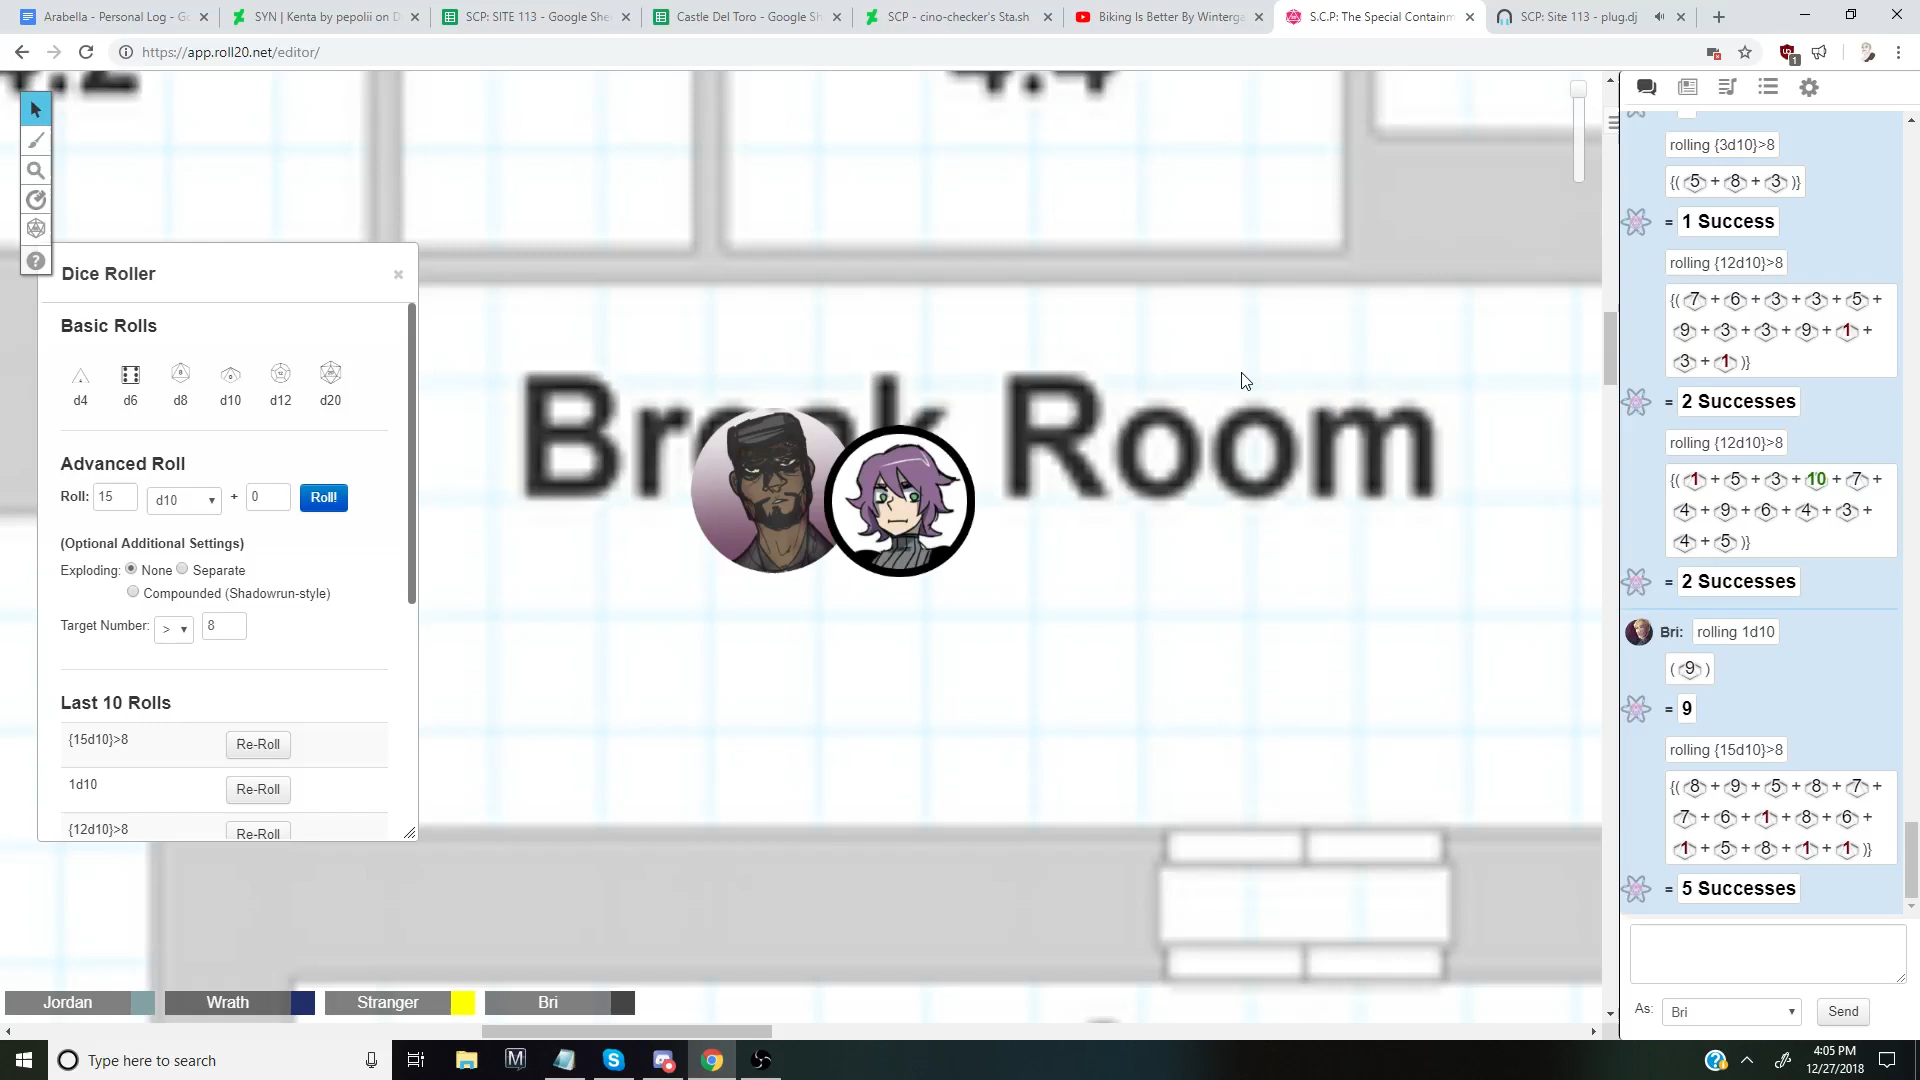 Arabella - Personal Log - Go
SYN | Kenta by pepolii on D
SCP: SITE 113 - Google She
Castle Del Toro - Google Sh
SCP - cino-checker's Sta.sh
Biking Is Better By Winterga
S.C.P: The Special Containm
SCP: Site 113 - plug.dj
https://app.roll20.net/editor/
1
4.2
4.4
Break Room
Dice Roller
Basic Rolls
d4 d6 d8 d10 d12 d20
Advanced Roll
Roll: 15 d10 + 0 Roll!
(Optional Additional Settings)
Exploding: None Separate
Compounded (Shadowrun-style)
Target Number: > 8
Last 10 Rolls
{15d10}>8 Re-Roll
1d10 Re-Roll
{12d10}>8 Re-Roll
rolling {3d10}>8
{( 5 + 8 + 3 )}
= 1 Success
rolling {12d10}>8
{( 7 + 6 + 3 + 3 + 5 +
9 + 3 + 3 + 9 + 1 +
3 + 1 )}
= 2 Successes
rolling {12d10}>8
{( 1 + 5 + 3 + 10 + 7 +
4 + 9 + 6 + 4 + 3 +
4 + 5 )}
= 2 Successes
Bri: rolling 1d10
( 9 )
= 9
rolling {15d10}>8
{( 8 + 9 + 5 + 8 + 7 +
7 + 6 + 1 + 8 + 6 +
1 + 5 + 8 + 1 + 1 )}
= 5 Successes
As: Bri Send
Jordan Wrath Stranger Bri
Type here to search
4:05 PM
12/27/2018